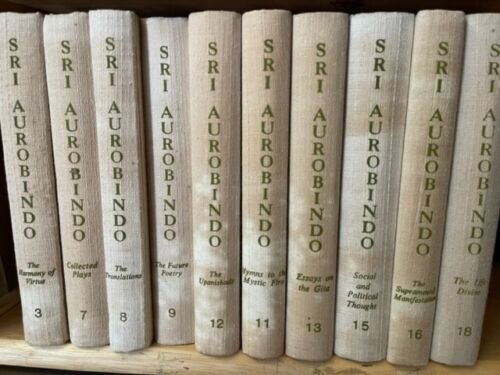 SRI AUROBINDO
The
Harmony of
Virtue
3
SRI AUROBINDO
Collected
Plays
7
SRI AUROBINDO
The
Translations
8
SRI AUROBINDO
The Future
Poetry
9
SRI AUROBINDO
The
Upanishads
12
SRI AUROBINDO
Hymns to the
Mystic Fire
11
SRI AUROBINDO
Essays on
the Gita
13
SRI AUROBINDO
Social
and
Political
Thought
15
SRI AUROBINDO
The
Supramental
Manifestation
16
SRI AUROBINDO
The Life
Divine
18